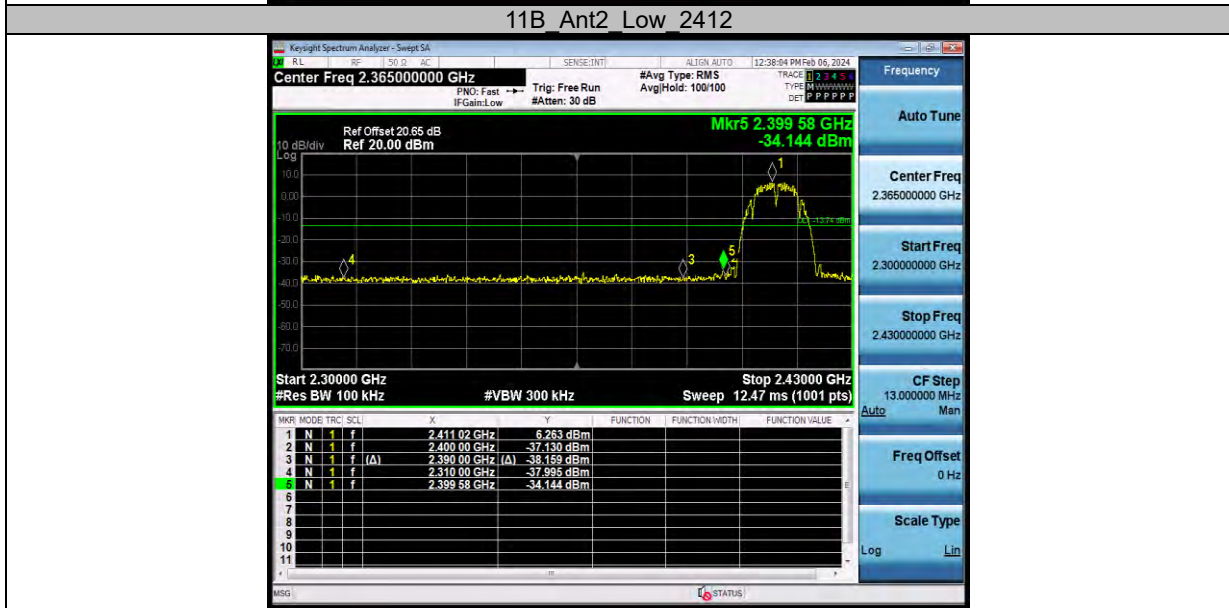 11B_Ant2_Low_2412
Keysight Spectrum Analyzer - Swept SA
RL RF 50 Ω AC SENSE:INT ALIGN AUTO 12:38:04 PM Feb 06, 2024
Center Freq 2.365000000 GHz
PNO: Fast
IFGain:Low
Trig: Free Run
#Atten: 30 dB
#Avg Type: RMS
Avg|Hold: 100/100
TRACE 1 2 3 4 5 6
TYPE M W W W W W
DET P P P P P P
Mkr5 2.399 58 GHz
-34.144 dBm
Ref Offset 20.65 dB
10 dB/div Ref 20.00 dBm
Log
10.0
0.00
-10.0
-20.0
-30.0
-40.0
-50.0
-60.0
-70.0
1
-13.74 dBm
4
3
5
2
Start 2.30000 GHz Stop 2.43000 GHz
#Res BW 100 kHz #VBW 300 kHz Sweep 12.47 ms (1001 pts)
MKR MODE TRC SCL X Y FUNCTION FUNCTION WIDTH FUNCTION VALUE
1 N 1 f 2.411 02 GHz 6.263 dBm
2 N 1 f 2.400 00 GHz -37.130 dBm
3 N 1 f (Δ) 2.390 00 GHz (Δ) -38.159 dBm
4 N 1 f 2.310 00 GHz -37.995 dBm
5 N 1 f 2.399 58 GHz -34.144 dBm
6
7
8
9
10
11
MSG STATUS
Frequency
Auto Tune
Center Freq
2.365000000 GHz
Start Freq
2.300000000 GHz
Stop Freq
2.430000000 GHz
CF Step
13.000000 MHz
Auto Man
Freq Offset
0 Hz
Scale Type
Log Lin